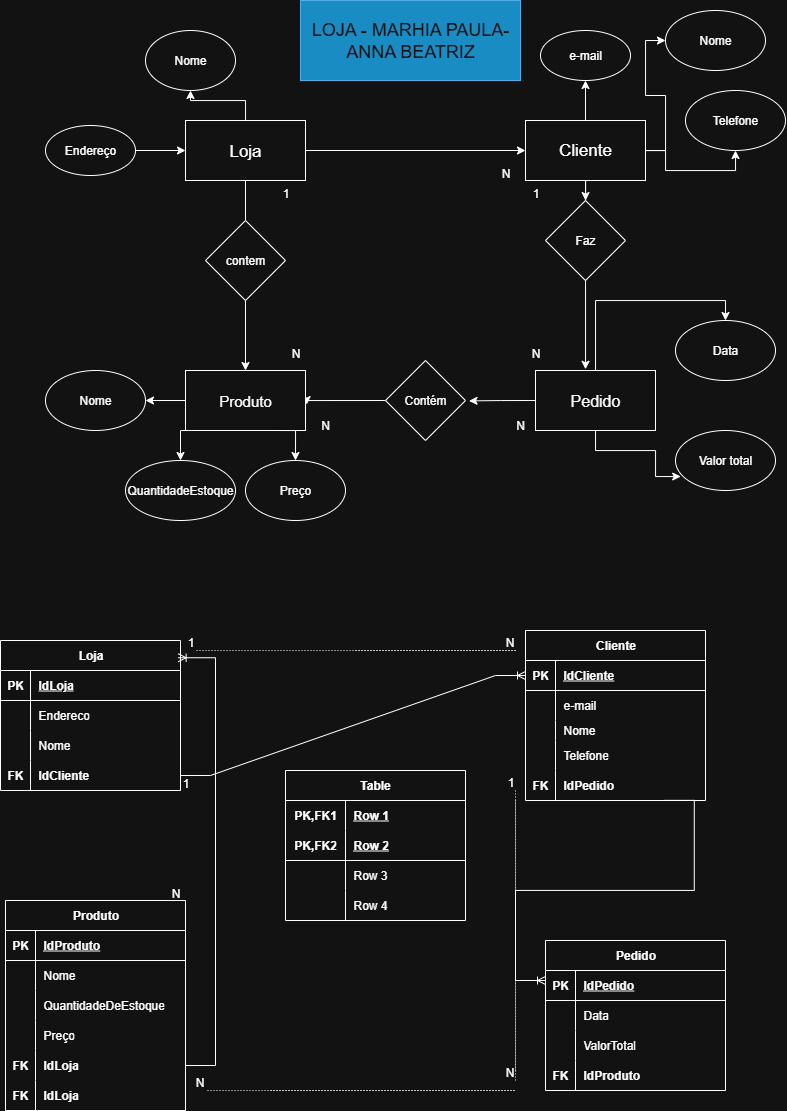 LOJA - MARHIA PAULA-
ANNA BEATRIZ
Nome
e-mail
Nome
Telefone
Endereço
Loja
Cliente
1
N
1
contem
Faz
N
N
Data
Nome
Produto
Contém
Pedido
N
N
Valor total
QuantidadeEstoque
Preço
1
N
Loja
PK IdLoja
Endereco
Nome
FK IdCliente
1
Cliente
PK IdCliente
e-mail
Nome
Telefone
FK IdPedido
1
Table
PK,FK1 Row 1
PK,FK2 Row 2
Row 3
Row 4
N
Produto
PK IdProduto
Nome
QuantidadeDeEstoque
Preço
FK IdLoja
FK IdLoja
N
N
Pedido
PK IdPedido
Data
ValorTotal
FK IdProduto